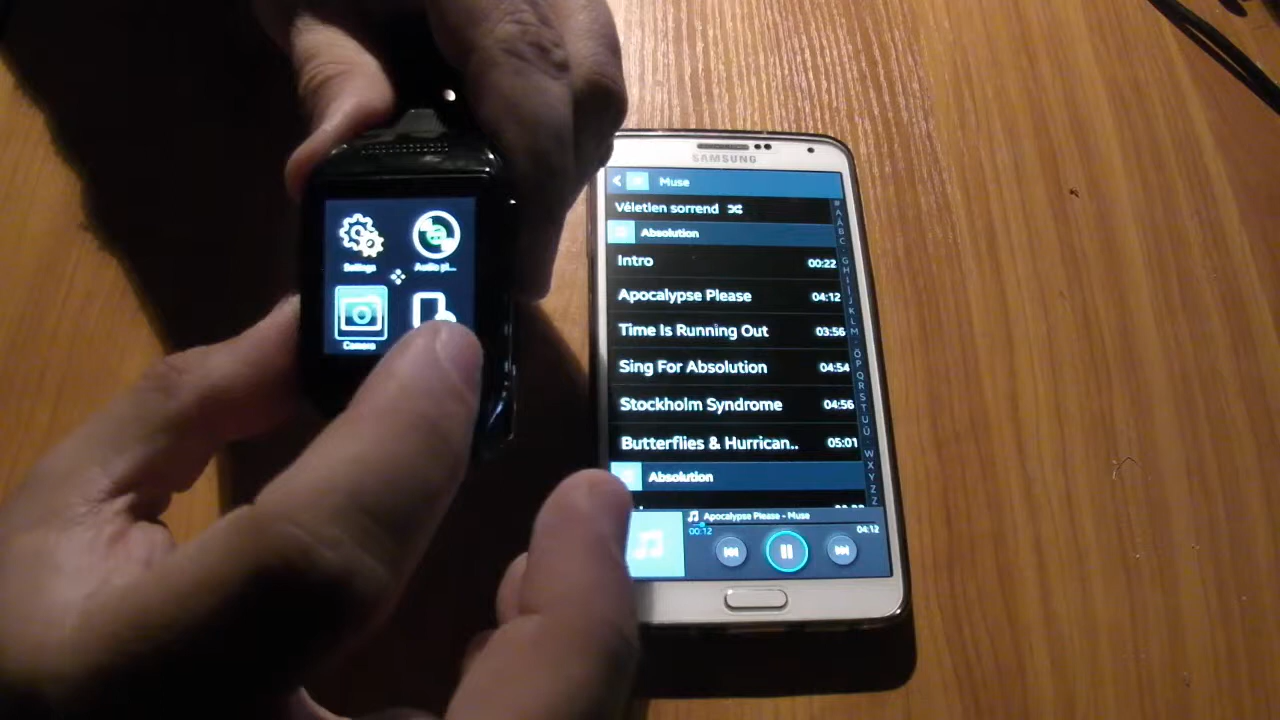 Settings
Audio pl...
Camera
SAMSUNG
Muse
Véletlen sorrend
Absolution
Intro 00:22
Apocalypse Please 04:12
Time Is Running Out 03:56
Sing For Absolution 04:54
Stockholm Syndrome 04:56
Butterflies & Hurrican.. 05:01
Absolution
Apocalypse Please - Muse
00:12 04:12
#
A
Á
B
C
G
H
I
J
K
L
M
Ö
P
Q
R
S
T
U
Ü
W
X
Y
Z